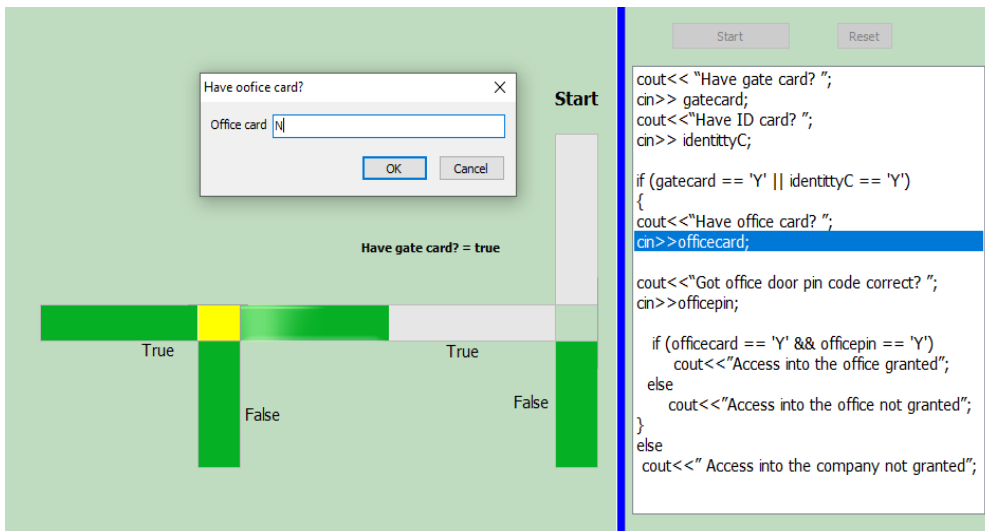 Have oofice card?
Office card N
OK Cancel
Start
Have gate card? = true
True
True
False
False
Start Reset
cout<< “Have gate card? ”;
cin>> gatecard;
cout<<“Have ID card? ”;
cin>> identittyC;
if (gatecard == 'Y' || identittyC == 'Y')
{
cout<<“Have office card? ”;
cin>>officecard;
cout<<“Got office door pin code correct? ”;
cin>>officepin;
if (officecard == 'Y' && officepin == 'Y')
cout<<”Access into the office granted”;
else
cout<<”Access into the office not granted”;
}
else
cout<<” Access into the company not granted”;